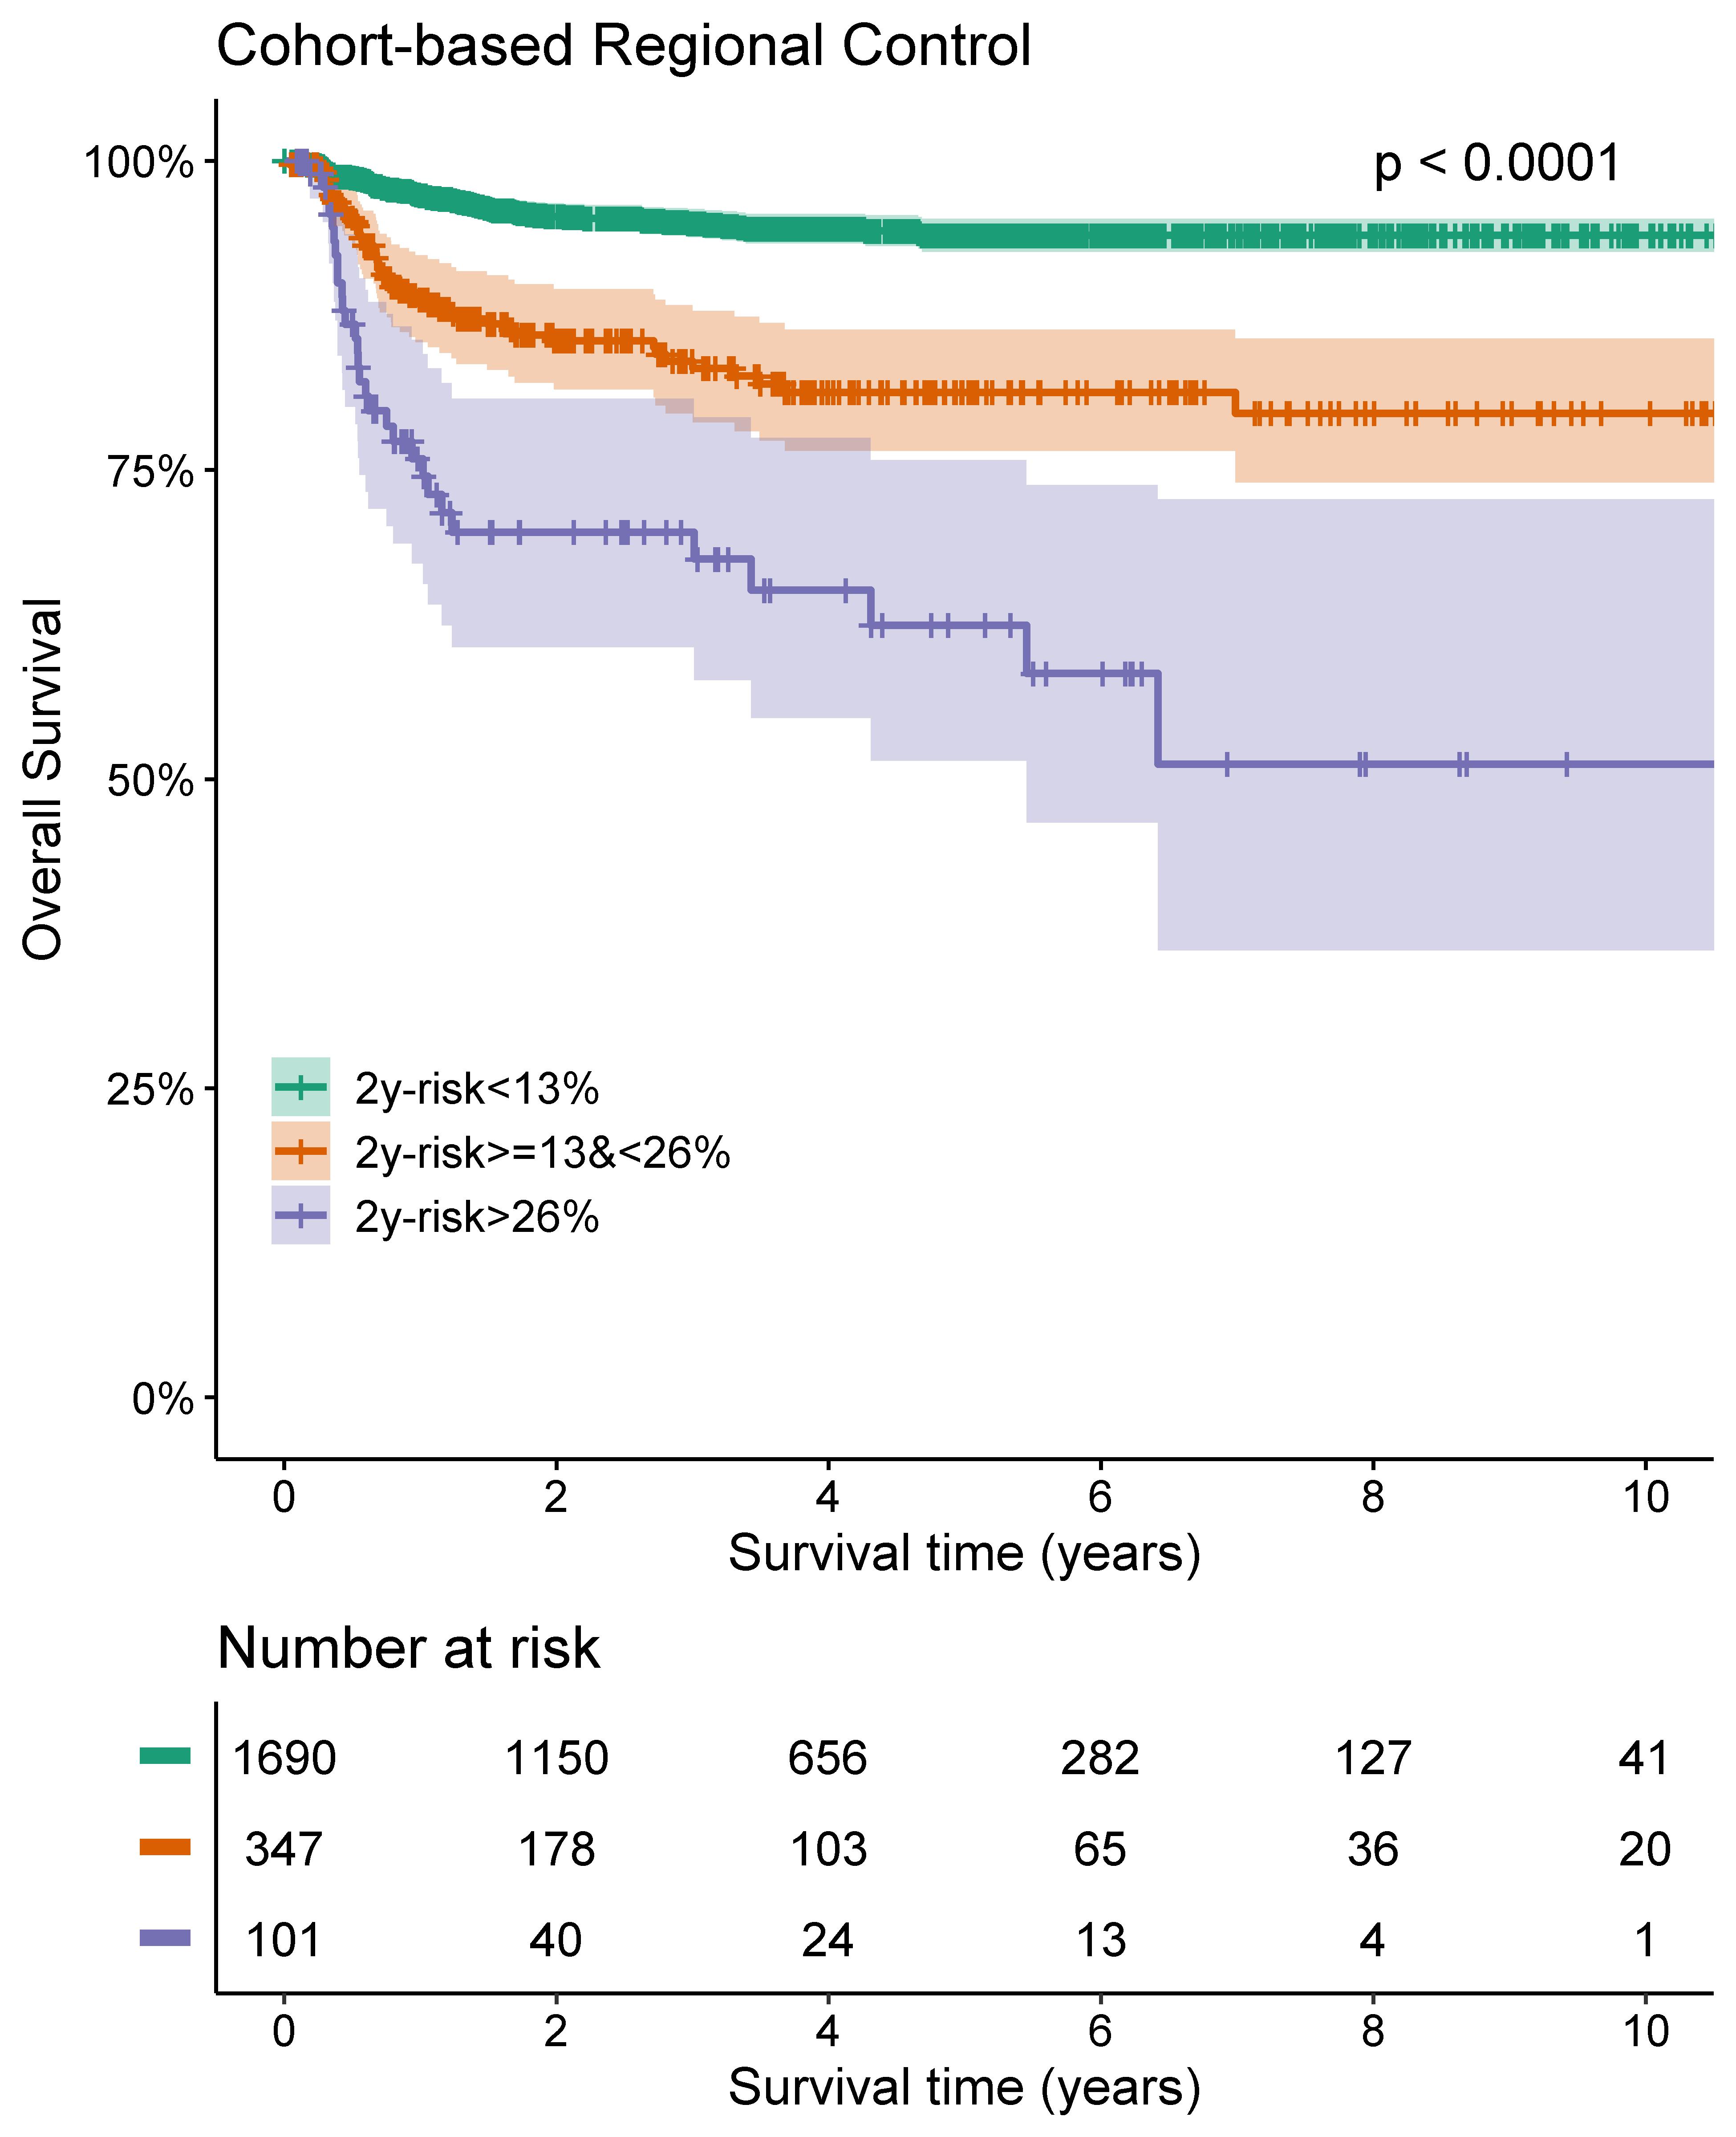 Cohort-based Regional Control
p < 0.0001
100%
75%
50%
25%
0%
Overall Survival
2y-risk<13%
2y-risk>=13&<26%
2y-risk>26%
0 2 4 6 8 10
Survival time (years)
Number at risk
1690 1150 656 282 127 41
347 178 103 65 36 20
101 40 24 13 4 1
0 2 4 6 8 10
Survival time (years)